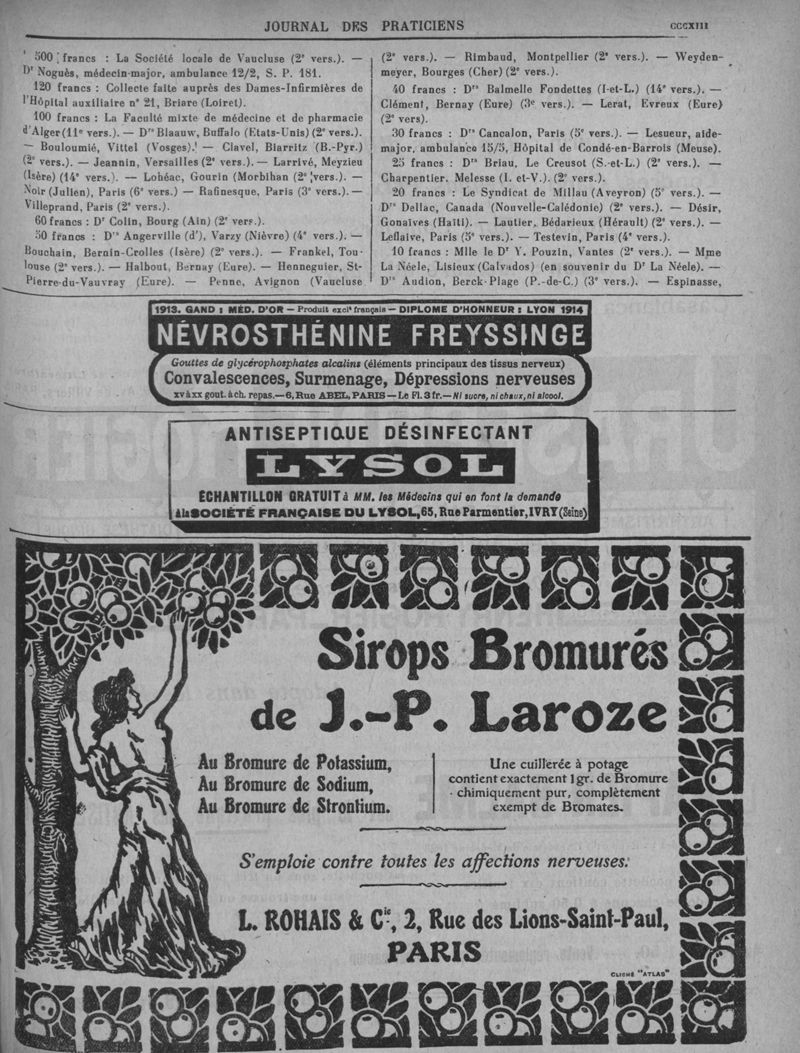 JOURNAL DES PRATICIENS
CCCXIII
500 francs : La Société locale de Vaucluse (2e vers.). —
Dr Noguès, médecin-major, ambulance 12/2, S. P. 181.
120 francs : Collecte faite auprès des Dames-Infirmières de
l'Hôpital auxiliaire n° 21, Briare (Loiret).
100 francs : La Faculté mixte de médecine et de pharmacie
d'Alger (11e vers.). — Drs Blaauw, Buffalo (Etats-Unis) (2e vers.).
— Bouloumié, Vittel (Vosges). — Clavel, Biarritz (B.-Pyr.)
(2e vers.). — Jeannin, Versailles (2e vers.). — Larrivé, Meyzieu
(Isère) (14e vers.). — Lohéac, Gourin (Morbihan (2e vers.). —
Noir (Julien), Paris (6e vers.) — Rafinesque, Paris (3e vers.). —
Villeprand, Paris (2e vers.).
60 francs : Dr Colin, Bourg (Ain) (2e vers.).
50 francs : Drs Angerville (d'), Varzy (Nièvre) (4e vers.). —
Bouchain, Bernin-Crolles (Isère) (2e vers.). — Frankel, Tou-
louse (2e vers.). — Halbout, Bernay (Eure). — Henneguier, St-
Pierre-du-Vauvray (Eure). — Penne, Avignon (Vaucluse
(2e vers.). — Rimbaud, Montpellier (2e vers.). — Weyden-
meyer, Bourges (Cher) (2e vers.).
40 francs : Drs Balmelle Fondettes (I-et-L.) (14e vers.). —
Clément, Bernay (Eure) (3e vers.). — Lerat, Evreux (Eure)
(2e vers).
30 francs : Drs Cancalon, Paris (5e vers.). — Lesueur, aide-
major, ambulance 15/5, Hôpital de Condé-en-Barrois (Meuse).
25 francs : Drs Briau, Le Creusot (S.-et-L.) (2e vers.). —
Charpentier, Melesse (I. et-V.). (2e vers.).
20 francs : Le Syndicat de Millau (Aveyron) (5e vers.). —
Drs Dellac, Canada (Nouvelle-Calédonie) (2e vers.). — Désir,
Gonaïves (Haïti). — Lautier, Bédarieux (Hérault) (2e vers.). —
Leflaive, Paris (5e vers.). — Testevin, Paris (4e vers.).
10 francs : Mlle le Dr Y. Pouzin, Vantes (2e vers.). — Mme
La Néele, Lisieux (Calvados) (en souvenir du Dr La Néele). —
Drs Audion, Berck-Plage (P.-de-C.) (3e vers.). — Espinasse,
1913. GAND : MÉD. D'OR — Produit exclt français — DIPLOME D'HONNEUR : LYON 1914
NÉVROSTHÉNINE FREYSSINGE
Gouttes de glycérophosphates alcalins (éléments principaux des tissus nerveux)
Convalescences, Surmenage, Dépressions nerveuses
XV à XX gout. à ch. repas. — 6, Rue ABEL, PARIS — Le Fl. 3 fr. — Ni sucre, ni chaux, ni alcool.
ANTISEPTIQUE DÉSINFECTANT
LYSOL
ÉCHANTILLON GRATUIT à MM. les Médecins qui en font la demande
à la SOCIÉTÉ FRANÇAISE DU LYSOL, 65, Rue Parmentier, IVRY (Seine)
Sirops Bromurés
de J.-P. Laroze
Au Bromure de Potassium,
Au Bromure de Sodium,
Au Bromure de Strontium.
Une cuillerée à potage
contient exactement 1 gr. de Bromure
chimiquement pur, complètement
exempt de Bromates.
S'emploie contre toutes les affections nerveuses.
L. ROHAIS & Cie, 2, Rue des Lions-Saint-Paul,
PARIS
CLICHÉ "ATLAS"